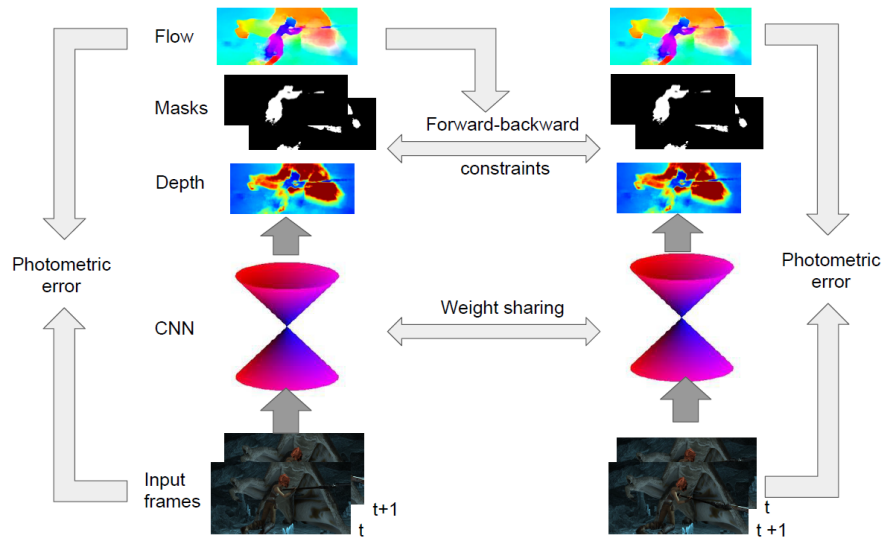 Flow
Masks
Forward-backward
constraints
Depth
Photometric
error
Photometric
error
CNN
Weight sharing
Input
frames
t+1
t
t
t +1